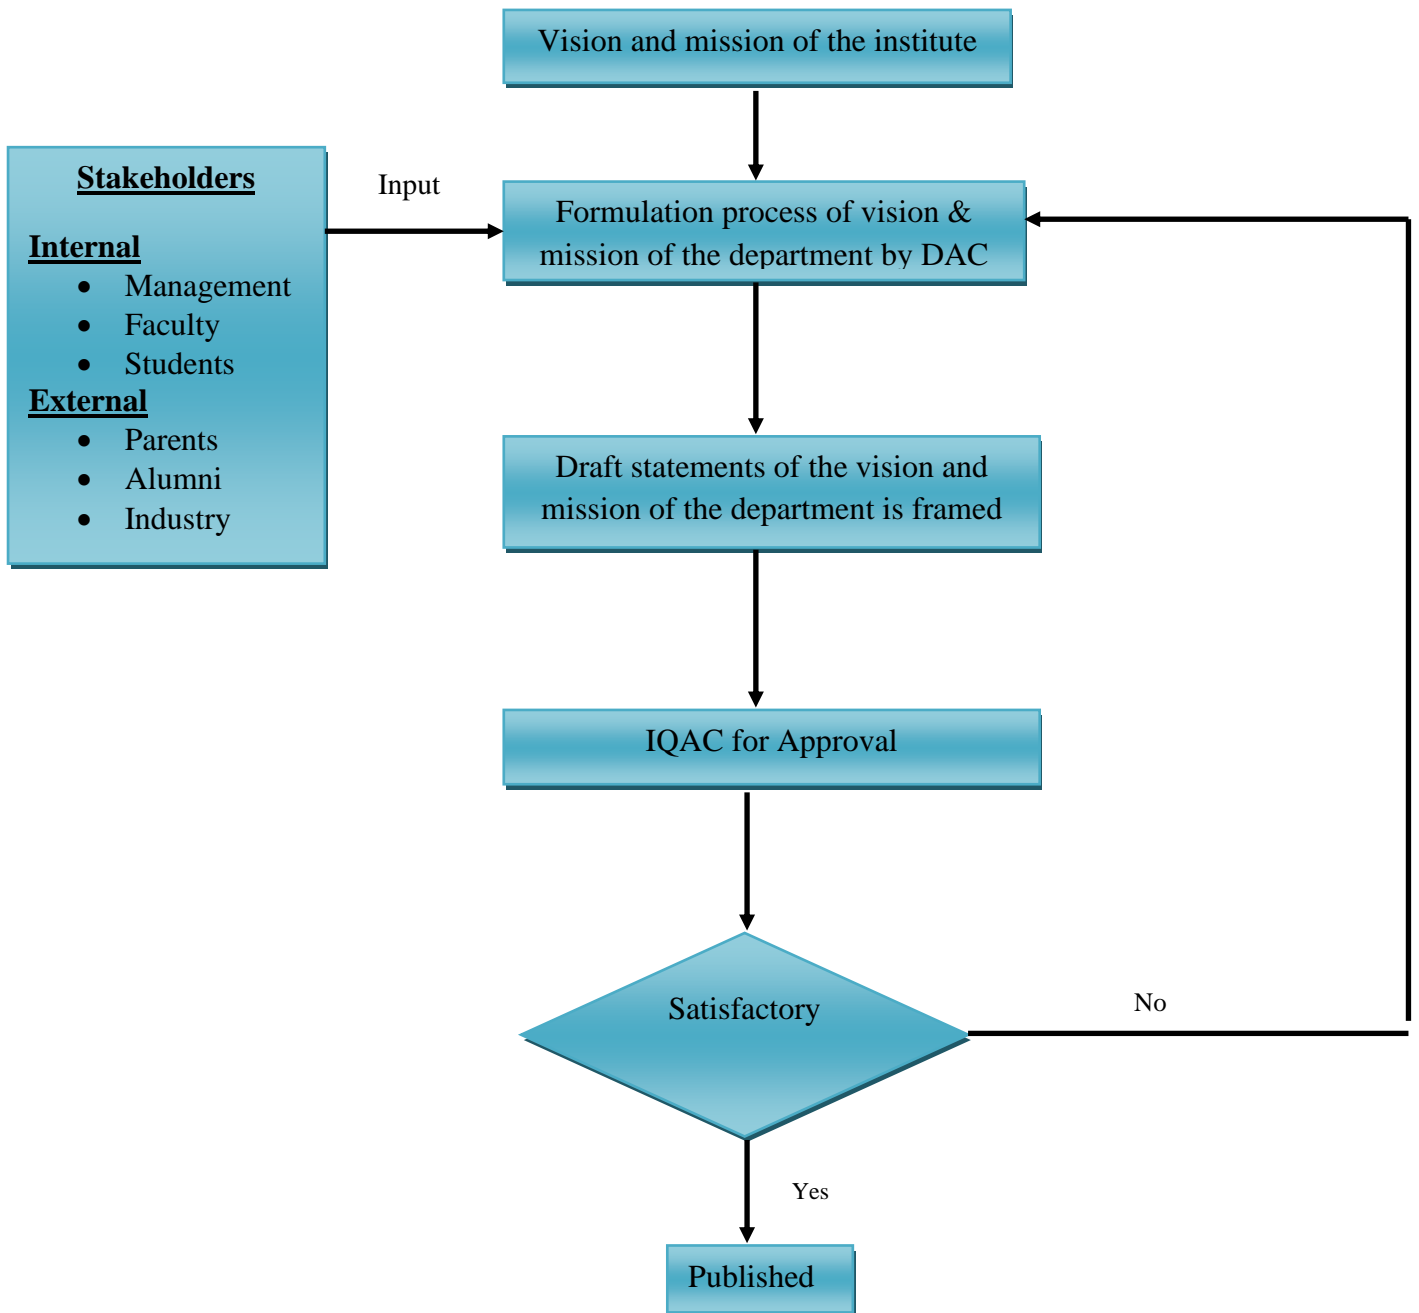 Vision and mission of the institute
Stakeholders
Internal
• Management
• Faculty
• Students
External
• Parents
• Alumni
• Industry
Input
Formulation process of vision &
mission of the department by DAC
Draft statements of the vision and
mission of the department is framed
IQAC for Approval
Satisfactory
No
Yes
Published